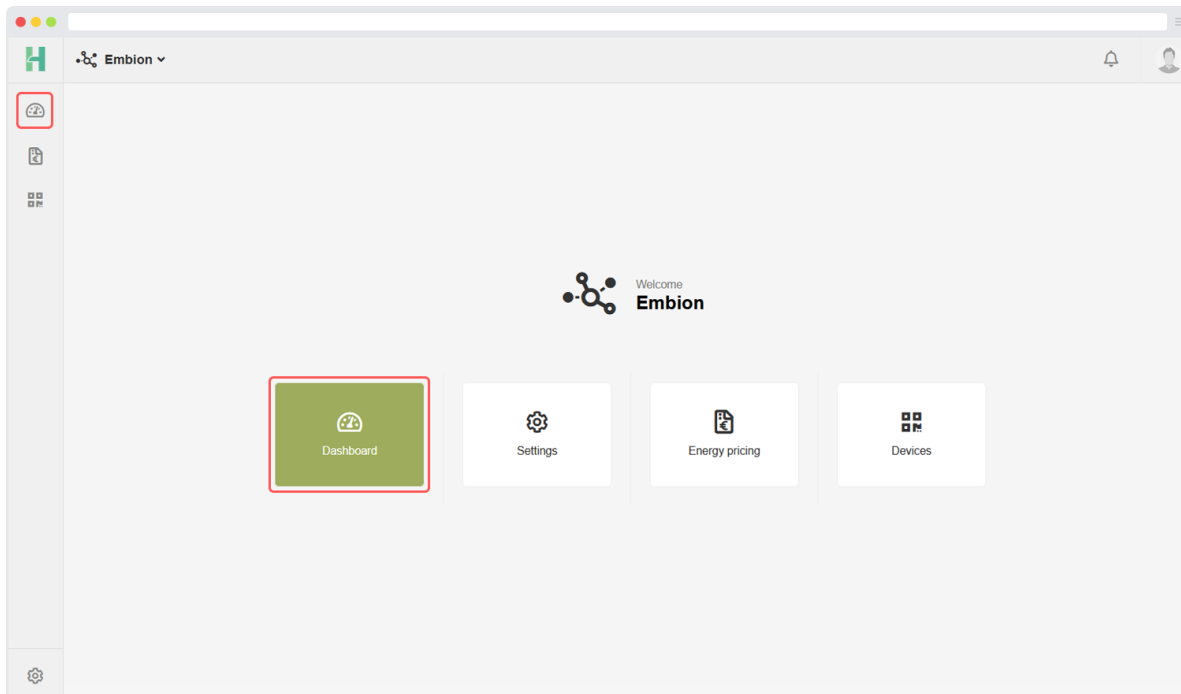 Embion
Welcome
Embion
Dashboard
Settings
Energy pricing
Devices